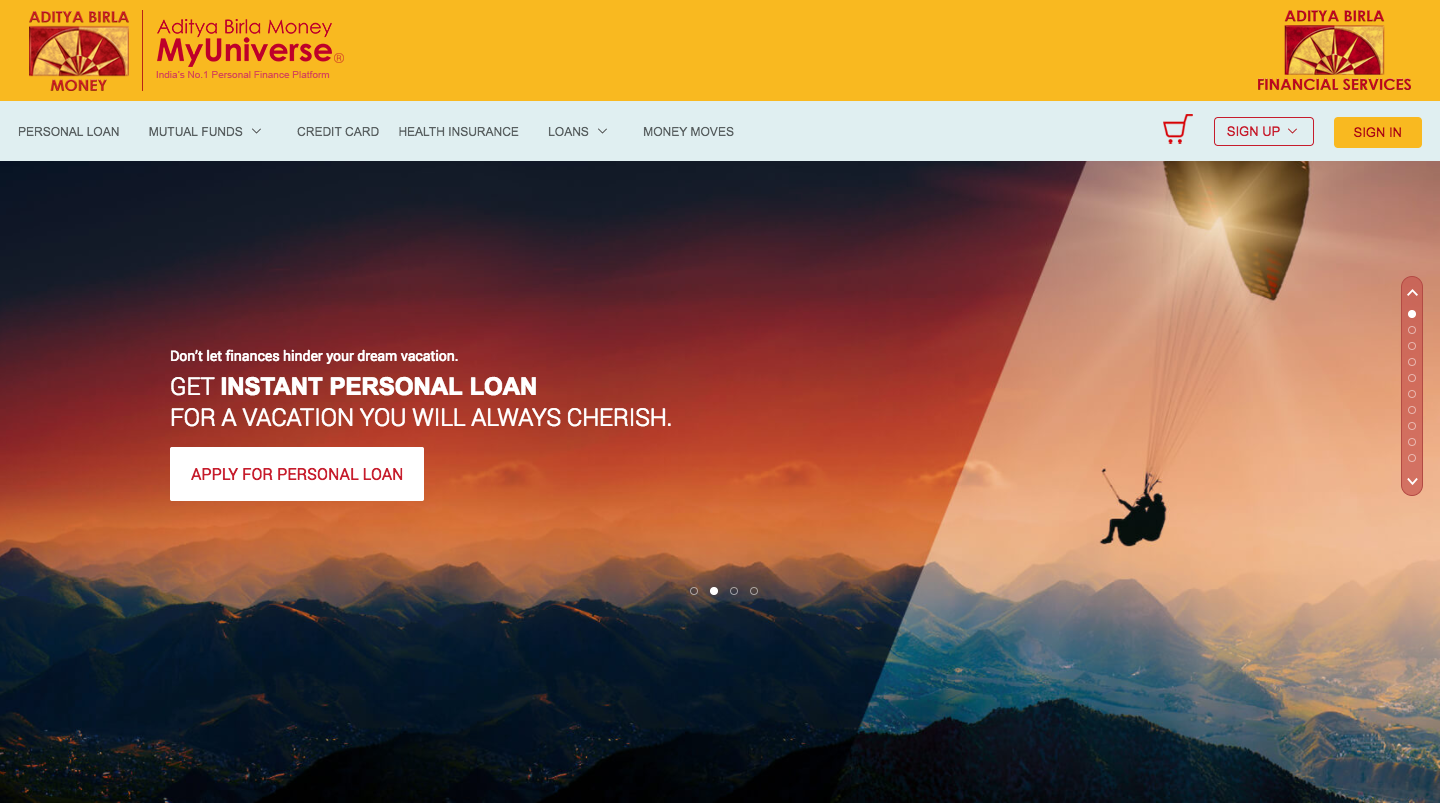 ADITYA BIRLA
MONEY
Aditya Birla Money
MyUniverse®
India's No.1 Personal Finance Platform
ADITYA BIRLA
FINANCIAL SERVICES
PERSONAL LOAN
MUTUAL FUNDS
CREDIT CARD
HEALTH INSURANCE
LOANS
MONEY MOVES
SIGN UP
SIGN IN
Don't let finances hinder your dream vacation.
GET INSTANT PERSONAL LOAN
FOR A VACATION YOU WILL ALWAYS CHERISH.
APPLY FOR PERSONAL LOAN